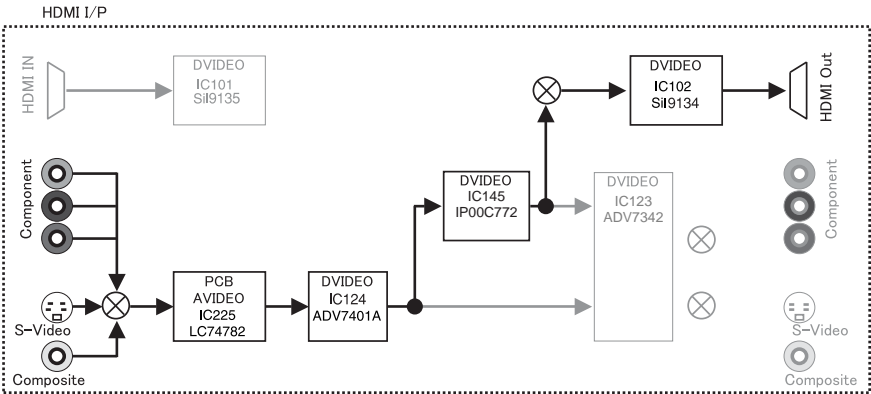 HDMI I/P
HDMI IN
DVIDEO
IC101
SiI9135
DVIDEO
IC102
SiI9134
HDMI Out
Component
DVIDEO
IC145
IP00C772
DVIDEO
IC123
ADV7342
Component
S-Video
PCB
AVIDEO
IC225
LC74782
DVIDEO
IC124
ADV7401A
S-Video
Composite
Composite